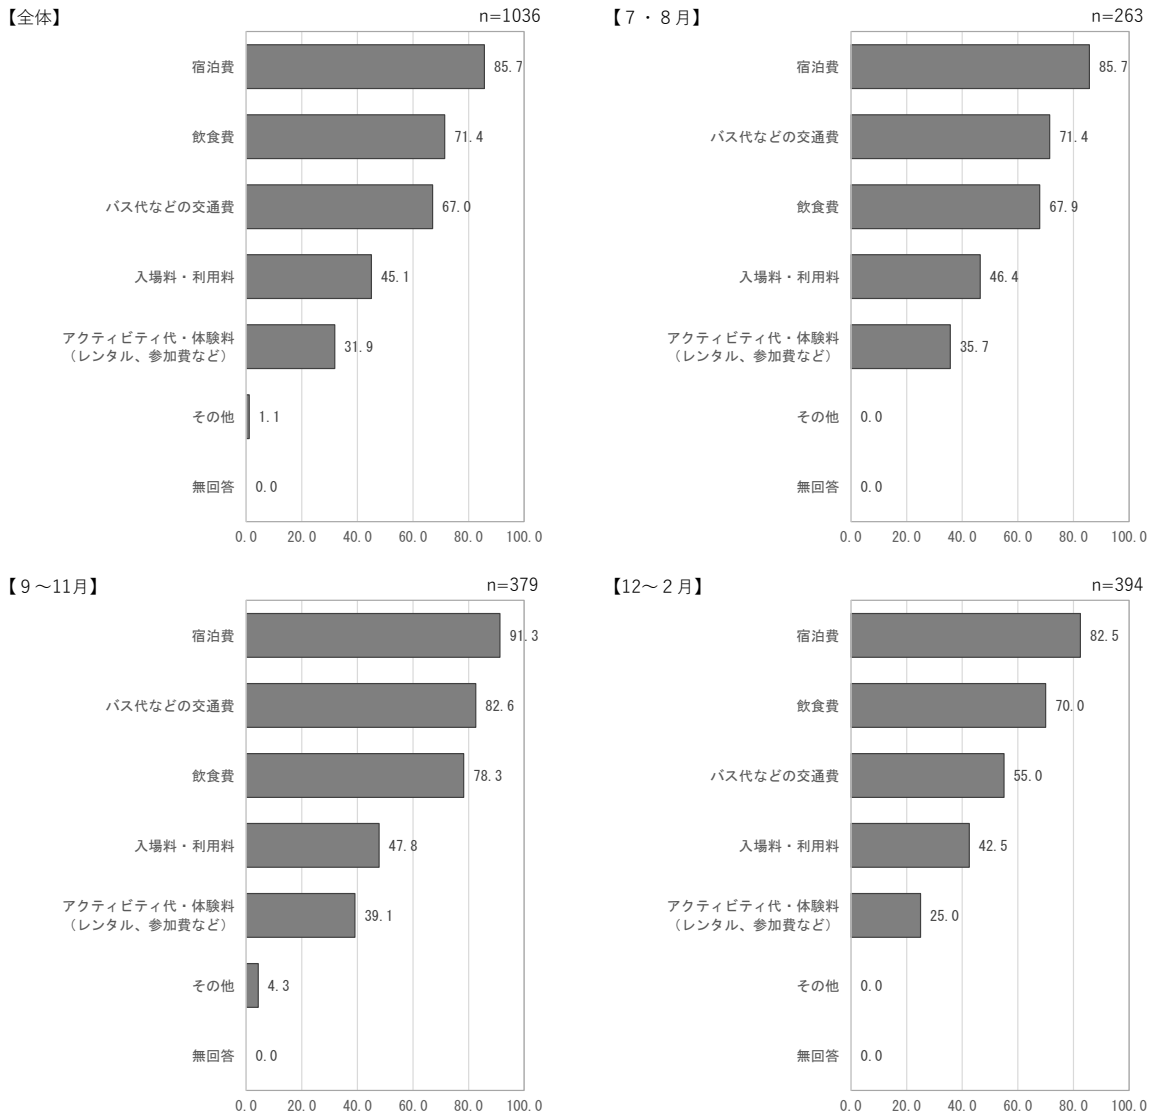 【全体】
n=1036
宿泊費
85.7
飲食費
71.4
バス代などの交通費
67.0
入場料・利用料
45.1
アクティビティ代・体験料
（レンタル、参加費など）
31.9
その他
1.1
無回答
0.0
0.0 20.0 40.0 60.0 80.0 100.0
【７・８月】
n=263
宿泊費
85.7
バス代などの交通費
71.4
飲食費
67.9
入場料・利用料
46.4
アクティビティ代・体験料
（レンタル、参加費など）
35.7
その他
0.0
無回答
0.0
0.0 20.0 40.0 60.0 80.0 100.0
【９～11月】
n=379
宿泊費
91.3
バス代などの交通費
82.6
飲食費
78.3
入場料・利用料
47.8
アクティビティ代・体験料
（レンタル、参加費など）
39.1
その他
4.3
無回答
0.0
0.0 20.0 40.0 60.0 80.0 100.0
【12～２月】
n=394
宿泊費
82.5
飲食費
70.0
バス代などの交通費
55.0
入場料・利用料
42.5
アクティビティ代・体験料
（レンタル、参加費など）
25.0
その他
0.0
無回答
0.0
0.0 20.0 40.0 60.0 80.0 100.0